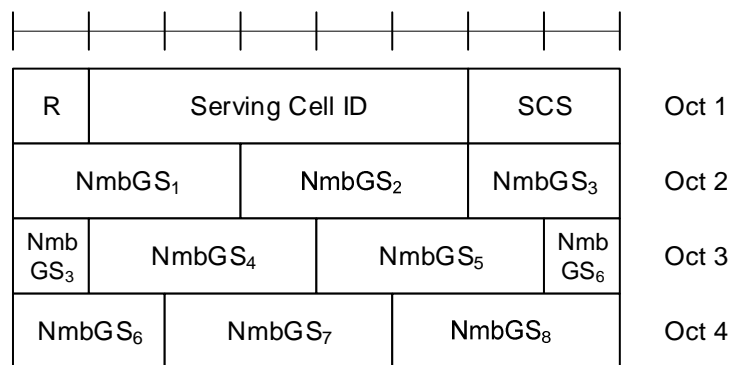 R Serving Cell ID SCS Oct 1
NmbGS₁ NmbGS₂ NmbGS₃ Oct 2
Nmb GS₃ NmbGS₄ NmbGS₅ Nmb GS₆ Oct 3
NmbGS₆ NmbGS₇ NmbGS₈ Oct 4